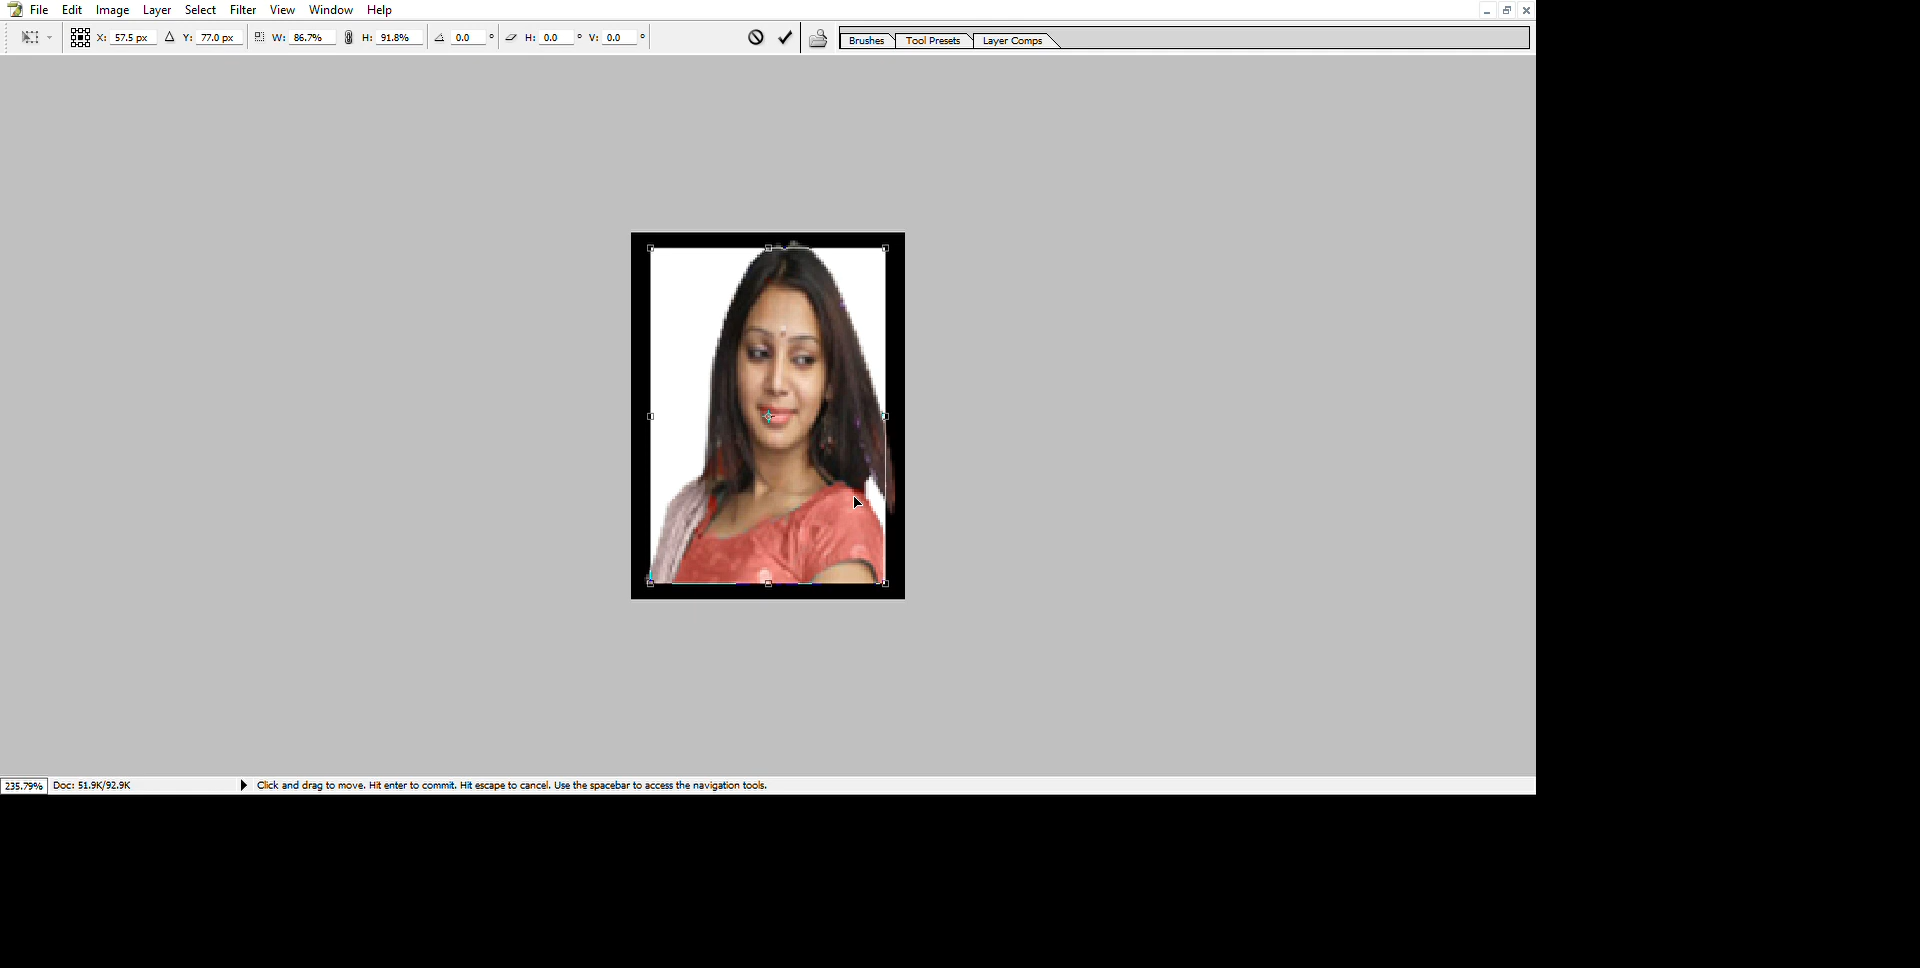 File Edit Image Layer Select Filter View Window Help
X: 57.5 px Y: 77.0 px W: 86.7% H: 91.8% 0.0 ° H: 0.0 ° V: 0.0 ° Brushes Tool Presets Layer Comps
235.79% Doc: 51.9K/92.9K Click and drag to move. Hit enter to commit. Hit escape to cancel. Use the spacebar to access the navigation tools.